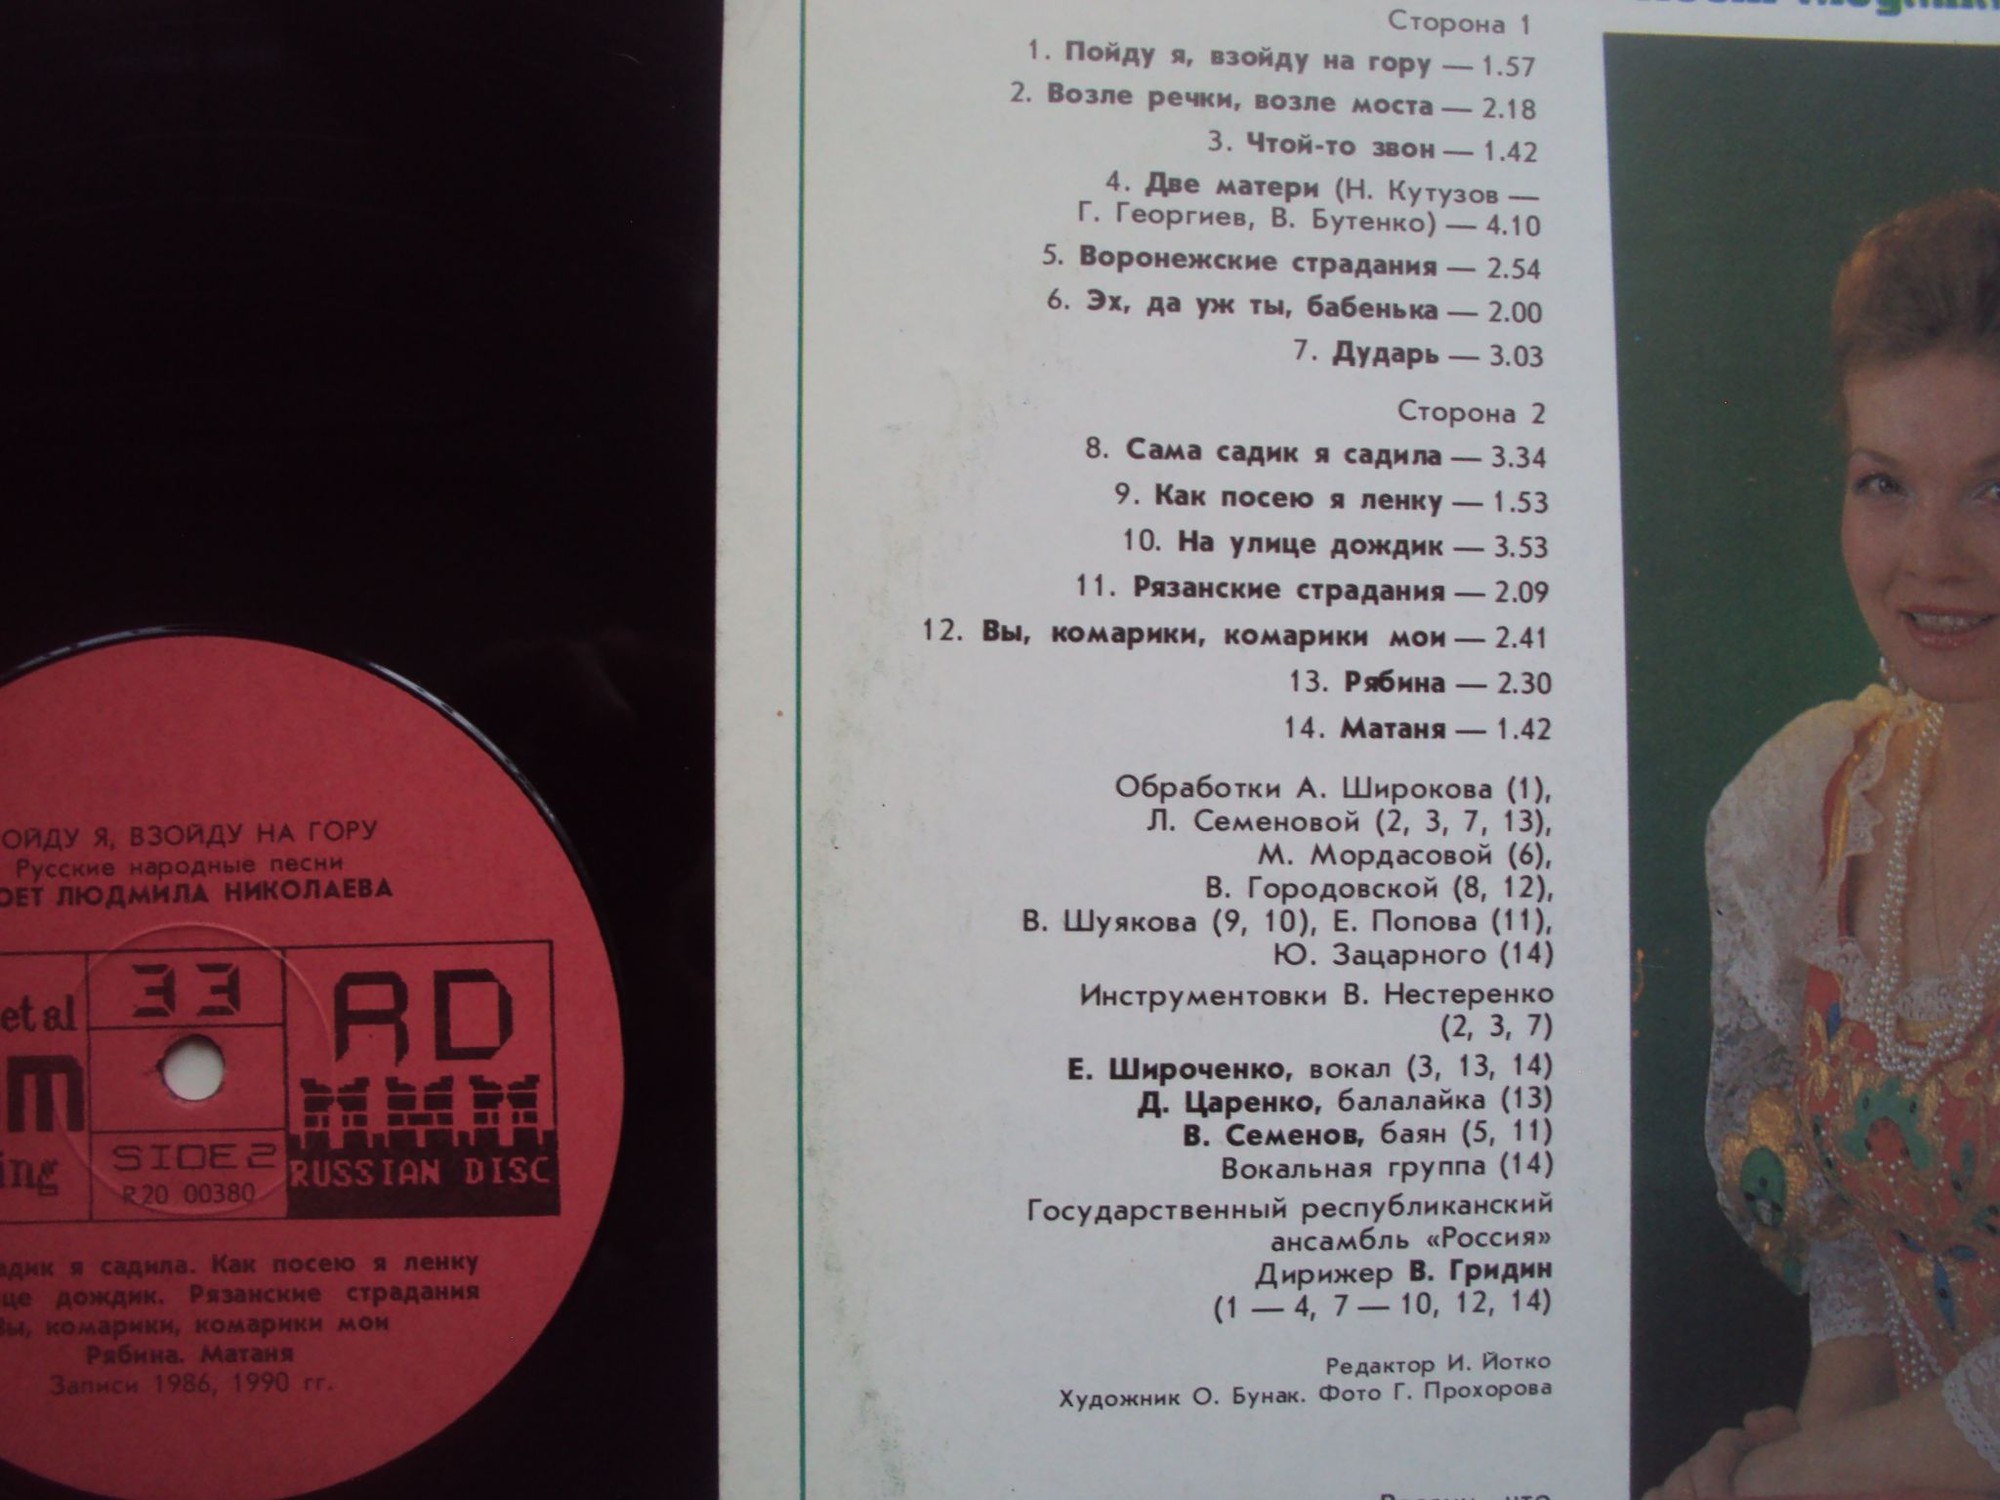 Сторона 1
1. Пойду я, взойду на гору — 1.57
2. Возле речки, возле моста — 2.18
3. Чтой-то звон — 1.42
4. Две матери (Н. Кутузов —
Г. Георгиев, В. Бутенко) — 4.10
5. Воронежские страдания — 2.54
6. Эх, да уж ты, бабенька — 2.00
7. Дударь — 3.03
Сторона 2
8. Сама садик я садила — 3.34
9. Как посею я ленку — 1.53
10. На улице дождик — 3.53
11. Рязанские страдания — 2.09
12. Вы, комарики, комарики мои — 2.41
13. Рябина — 2.30
14. Матаня — 1.42
Обработки А. Широкова (1),
Л. Семеновой (2, 3, 7, 13),
М. Мордасовой (6),
В. Городовской (8, 12),
В. Шуякова (9, 10), Е. Попова (11),
Ю. Зацарного (14)
Инструментовки В. Нестеренко
(2, 3, 7)
Е. Широченко, вокал (3, 13, 14)
Д. Царенко, балалайка (13)
В. Семенов, баян (5, 11)
Вокальная группа (14)
Государственный республиканский
ансамбль «Россия»
Дирижер В. Гридин
(1 — 4, 7 — 10, 12, 14)
Редактор И. Йотко
Художник О. Бунак. Фото Г. Прохорова
ОЙДУ Я, ВЗОЙДУ НА ГОРУ
Русские народные песни
ОЕТ ЛЮДМИЛА НИКОЛАЕВА
etal
33
RD
m
ing
SIDE 2
R20 00380
RUSSIAN DISC
адик я садила. Как посею я ленку
це дождик. Рязанские страдания
Вы, комарики, комарики мои
Рябина. Матаня
Записи 1986, 1990 гг.